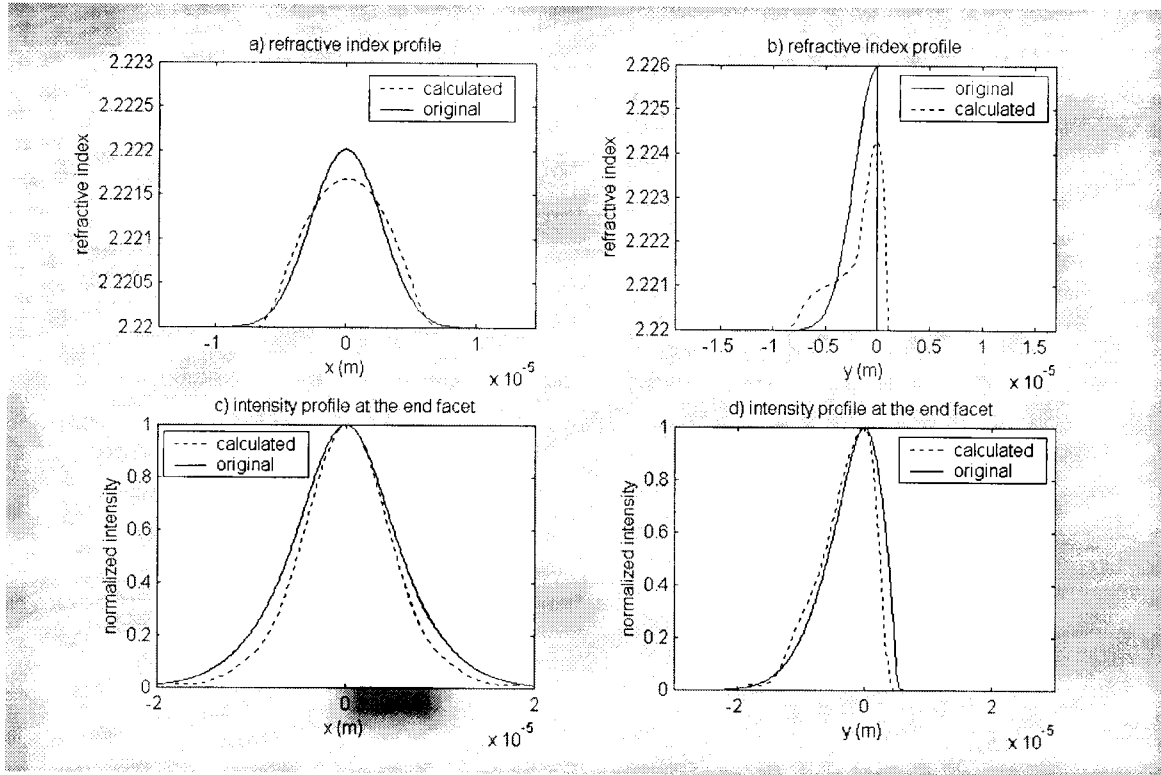 a) refractive index profile
2.223
2.2225
2.222
2.2215
2.221
2.2205
2.22
refractive index
calculated
original
-1
0
1
x (m)
x 10⁻⁵
b) refractive index profile
2.226
2.225
2.224
2.223
2.222
2.221
2.22
refractive index
original
calculated
-1.5
-1
-0.5
0
0.5
1
1.5
y (m)
x 10⁻⁵
c) intensity profile at the end facet
1
0.8
0.6
0.4
0.2
0
normalized intensity
calculated
original
-2
0
2
x (m)
x 10⁻⁵
d) intensity profile at the end facet
1
0.8
0.6
0.4
0.2
0
normalized intensity
calculated
original
-2
0
2
y (m)
x 10⁻⁵